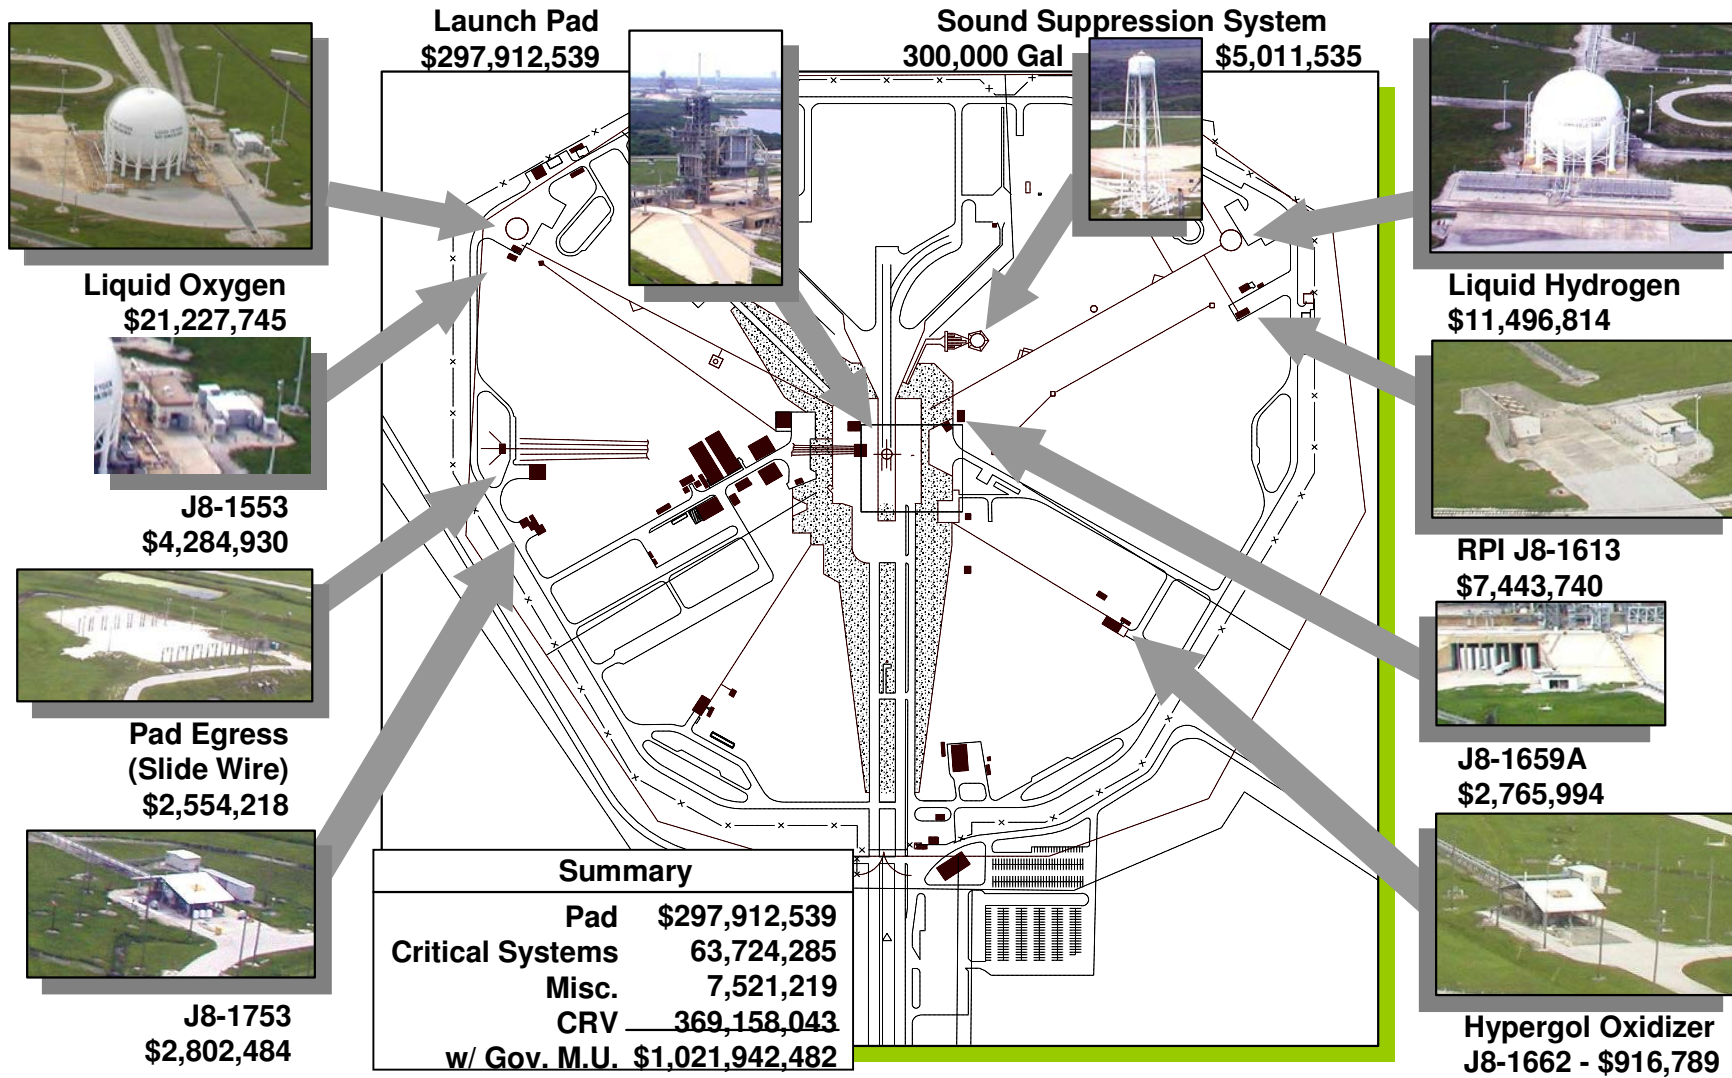 Launch Pad
$297,912,539
Sound Suppression System
300,000 Gal $5,011,535
Liquid Oxygen
$21,227,745
J8-1553
$4,284,930
Pad Egress
(Slide Wire)
$2,554,218
J8-1753
$2,802,484
Liquid Hydrogen
$11,496,814
RPI J8-1613
$7,443,740
J8-1659A
$2,765,994
Hypergol Oxidizer
J8-1662 - $916,789
Summary
Pad $297,912,539
Critical Systems 63,724,285
Misc. 7,521,219
CRV 369,158,043
w/ Gov. M.U. $1,021,942,482